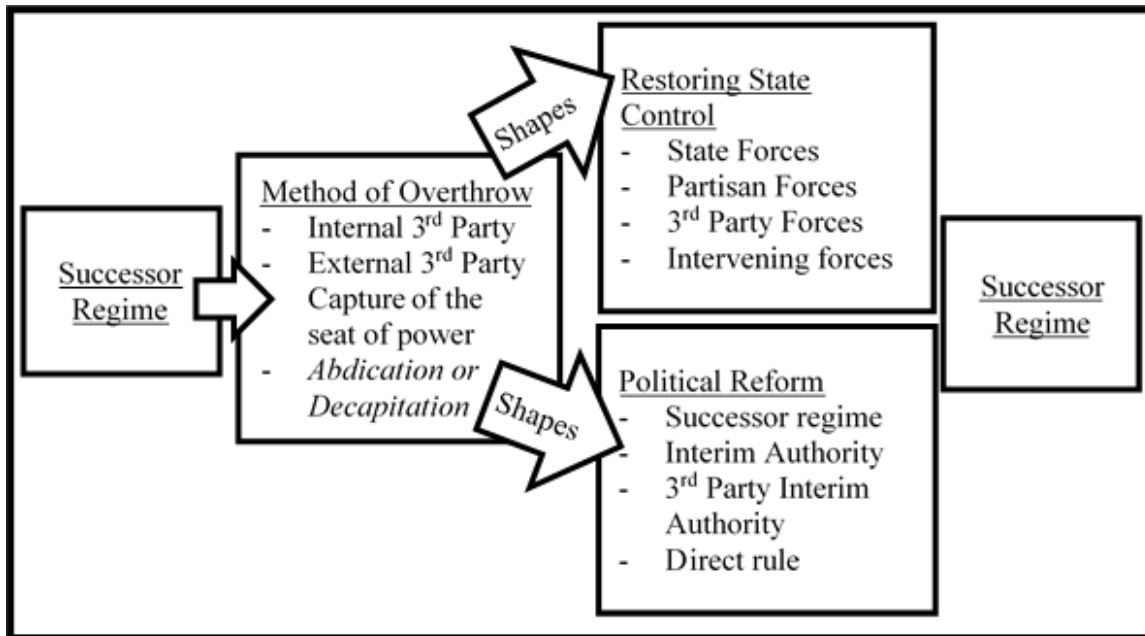 Successor
Regime
Method of Overthrow
- Internal 3rd Party
- External 3rd Party
Capture of the
seat of power
- Abdication or
Decapitation
Shapes
Shapes
Restoring State
Control
- State Forces
- Partisan Forces
- 3rd Party Forces
- Intervening forces
Political Reform
- Successor regime
- Interim Authority
- 3rd Party Interim
Authority
- Direct rule
Successor
Regime